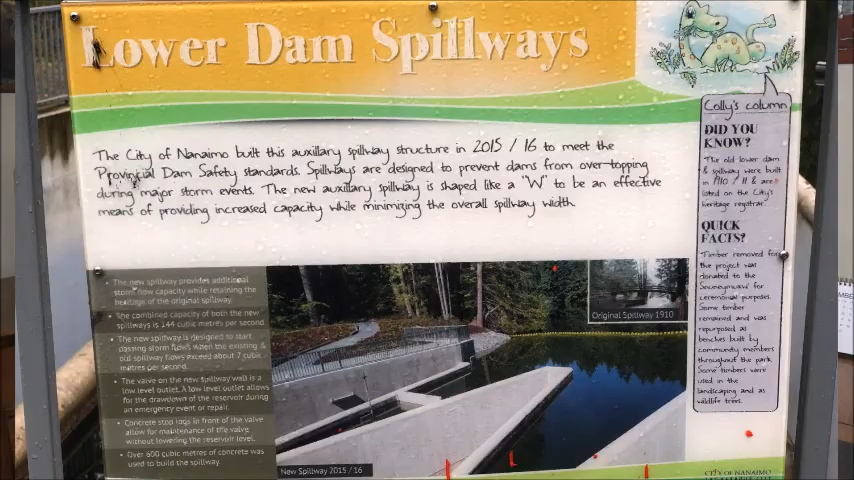 Lower Dam Spillways
The City of Nanaimo built this auxiliary spillway structure in 2015 / 16 to meet the
Provincial Dam Safety standards. Spillways are designed to prevent dams from over-topping
during major storm events. The new auxiliary spillway is shaped like a "W" to be an effective
means of providing increased capacity while minimizing the overall spillway width.
• The new spillway provides additional
storm flow capacity while retaining the
heritage of the original spillway.
• The combined capacity of both the new
spillways is 144 cubic metres per second
• The new spillway is designed to start
passing storm flows when the existing &
old spillway flows exceed about 7 cubic
metres per second.
• The valve on the new spillway wall is a
low level outlet. A low level outlet allows
for the drawdown of the reservoir during
an emergency event or repair.
• Concrete stop logs in front of the valve
allow for maintenance of the valve
without lowering the reservoir level.
• Over 600 cubic metres of concrete was
used to build the spillway.
New Spillway 2015 / 16
Original Spillway 1910
Colly's column
DID YOU
KNOW?
The old lower dam
& spillway were built
in 1910 / 11 & are
listed on the City's
heritage registrar.
QUICK
FACTS?
Timber removed for
the project was
donated to the
Snuneymuxw for
ceremonial purposes.
Some timber
remained and was
repurposed as
benches built by
community members
throughout the park.
Some timbers were
used in the
landscaping and as
wildlife trees.
CITY OF NANAIMO